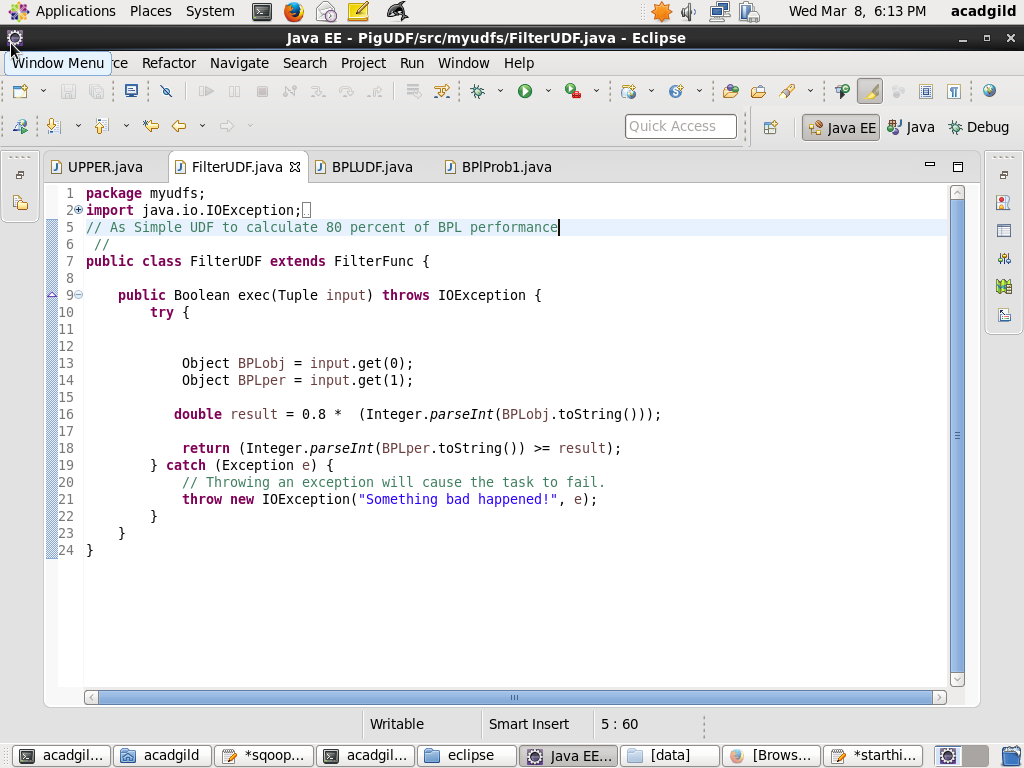 Applications Places System Wed Mar 8, 6:13 PM acadgild
Java EE - PigUDF/src/myudfs/FilterUDF.java - Eclipse
Window Menu rce Refactor Navigate Search Project Run Window Help
Quick Access Java EE Java Debug
UPPER.java FilterUDF.java BPLUDF.java BPlProb1.java
1 package myudfs;
2 import java.io.IOException;
5 // As Simple UDF to calculate 80 percent of BPL performance
6 //
7 public class FilterUDF extends FilterFunc {
8
9 public Boolean exec(Tuple input) throws IOException {
10 try {
11
12
13 Object BPLobj = input.get(0);
14 Object BPLper = input.get(1);
15
16 double result = 0.8 * (Integer.parseInt(BPLobj.toString()));
17
18 return (Integer.parseInt(BPLper.toString()) >= result);
19 } catch (Exception e) {
20 // Throwing an exception will cause the task to fail.
21 throw new IOException("Something bad happened!", e);
22 }
23 }
24 }
Writable Smart Insert 5 : 60
acadgil... acadgild *sqoop... acadgil... eclipse Java EE... [data] [Brows... *starthi...